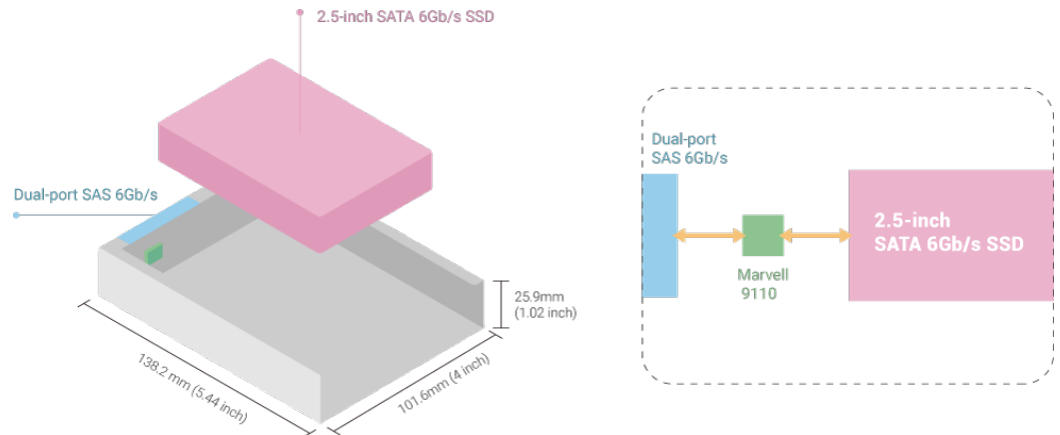 2.5-inch SATA 6Gb/s SSD
Dual-port SAS 6Gb/s
25.9mm
(1.02 inch)
138.2 mm (5.44 inch)
101.6mm (4 inch)
Dual-port
SAS 6Gb/s
2.5-inch
SATA 6Gb/s SSD
Marvell
9110